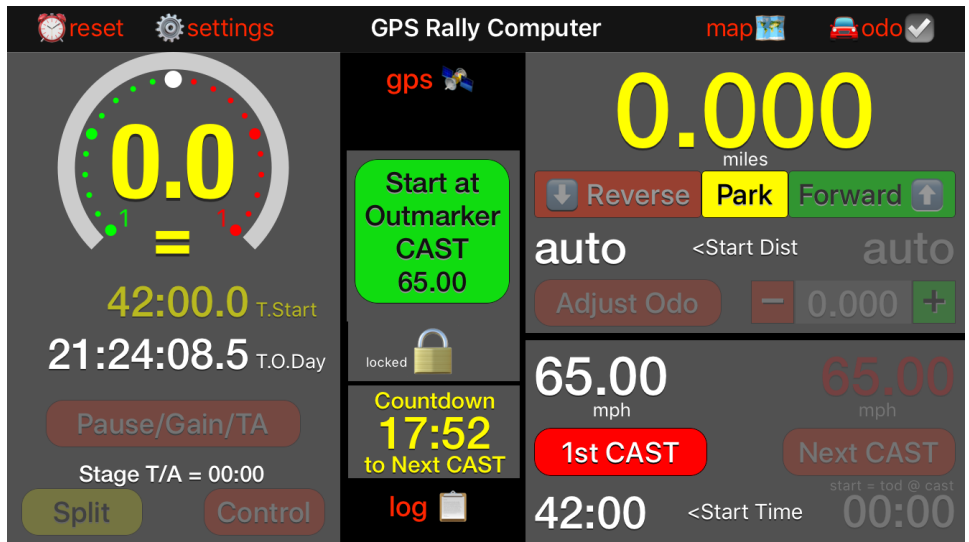 reset settings GPS Rally Computer map odo
gps
0.0
1 1
=
42:00.0 T.Start
21:24:08.5 T.O.Day
Pause/Gain/TA
Stage T/A = 00:00
Split Control
Start at
Outmarker
CAST
65.00
locked
Countdown
17:52
to Next CAST
log
0.000
miles
Reverse Park Forward
auto <Start Dist auto
Adjust Odo − 0.000 +
65.00 65.00
mph mph
1st CAST Next CAST
start = tod @ cast
42:00 <Start Time 00:00